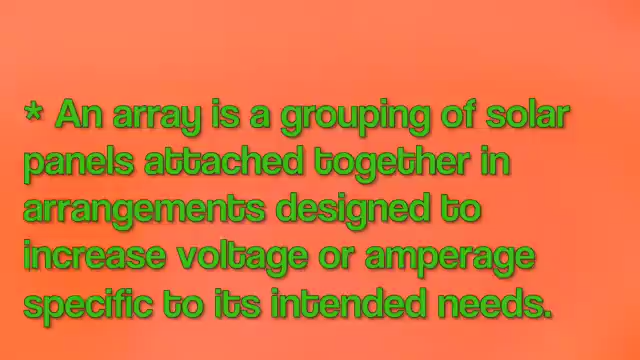 * An array is a grouping of solar
panels attached together in
arrangements designed to
increase voltage or amperage
specific to its intended needs.